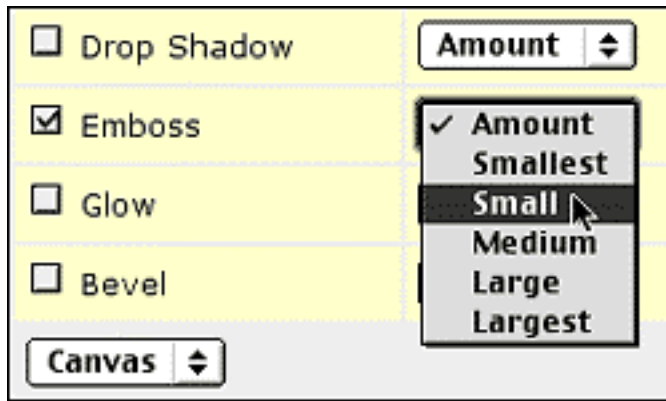 Drop Shadow Amount
Emboss ✓ Amount
Smallest
Glow Small
Medium
Bevel Large
Largest
Canvas